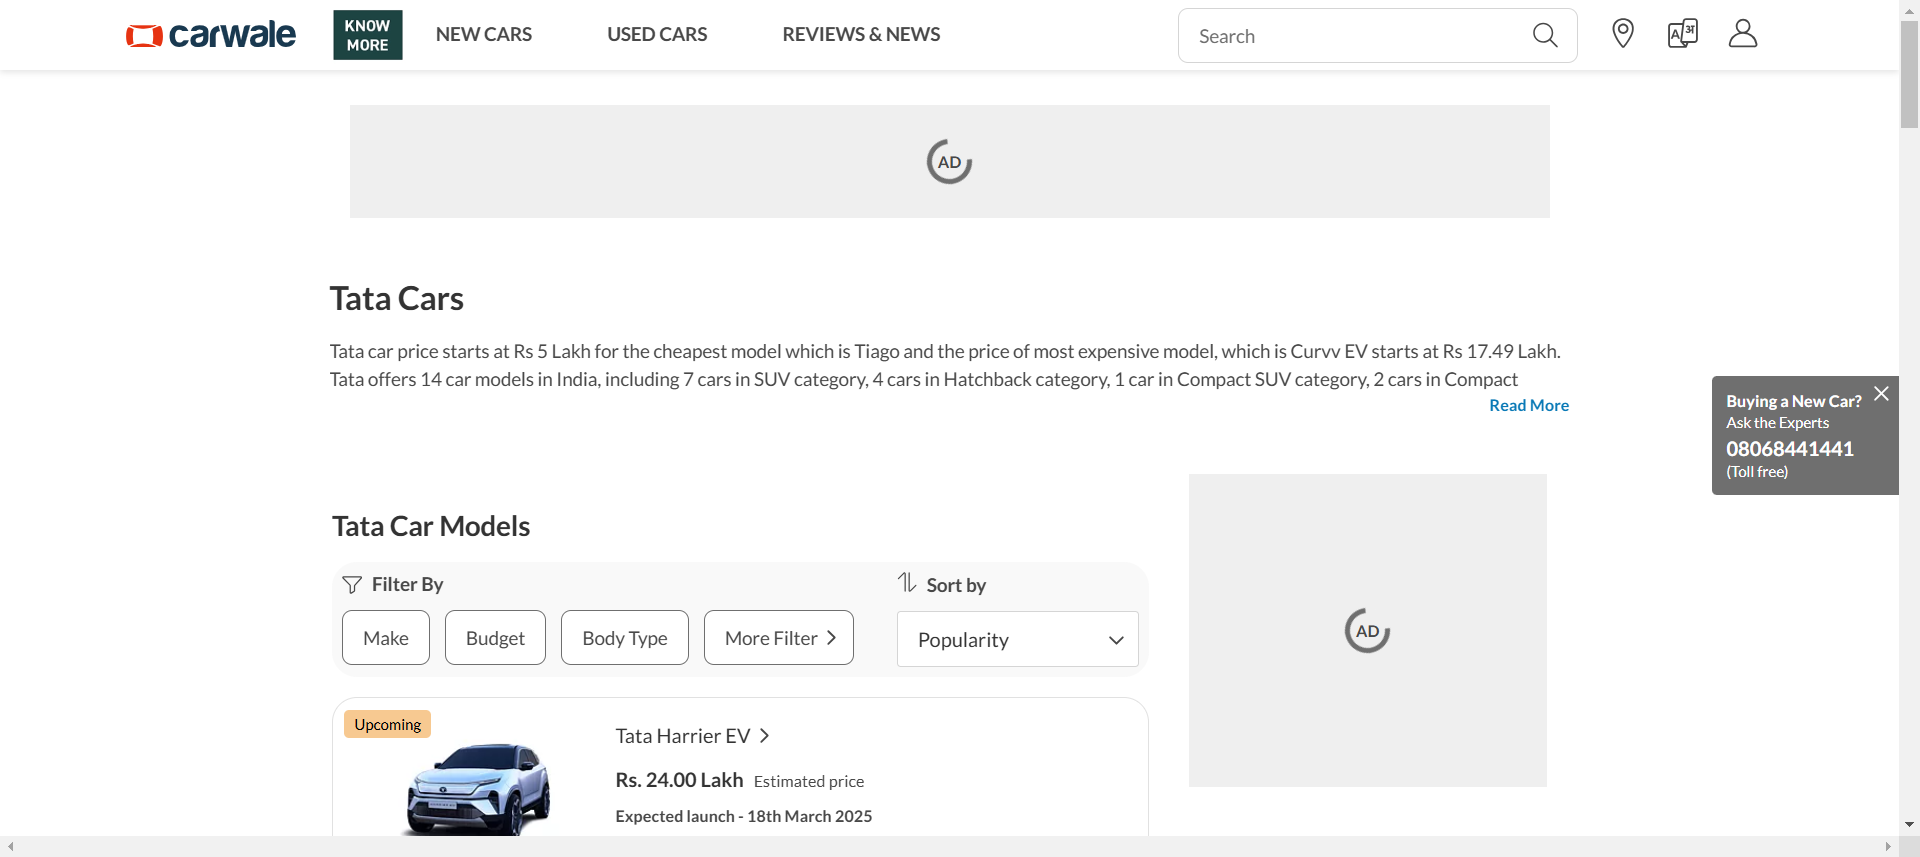 carwale
KNOW
MORE
NEW CARS
USED CARS
REVIEWS & NEWS
Search
A अ
AD
Tata Cars
Tata car price starts at Rs 5 Lakh for the cheapest model which is Tiago and the price of most expensive model, which is Curvv EV starts at Rs 17.49 Lakh.
Tata offers 14 car models in India, including 7 cars in SUV category, 4 cars in Hatchback category, 1 car in Compact SUV category, 2 cars in Compact
Read More
Buying a New Car?
Ask the Experts
08068441441
(Toll free)
Tata Car Models
Filter By
Sort by
Make
Budget
Body Type
More Filter
Popularity
AD
Upcoming
Tata Harrier EV
Rs. 24.00 Lakh Estimated price
Expected launch - 18th March 2025